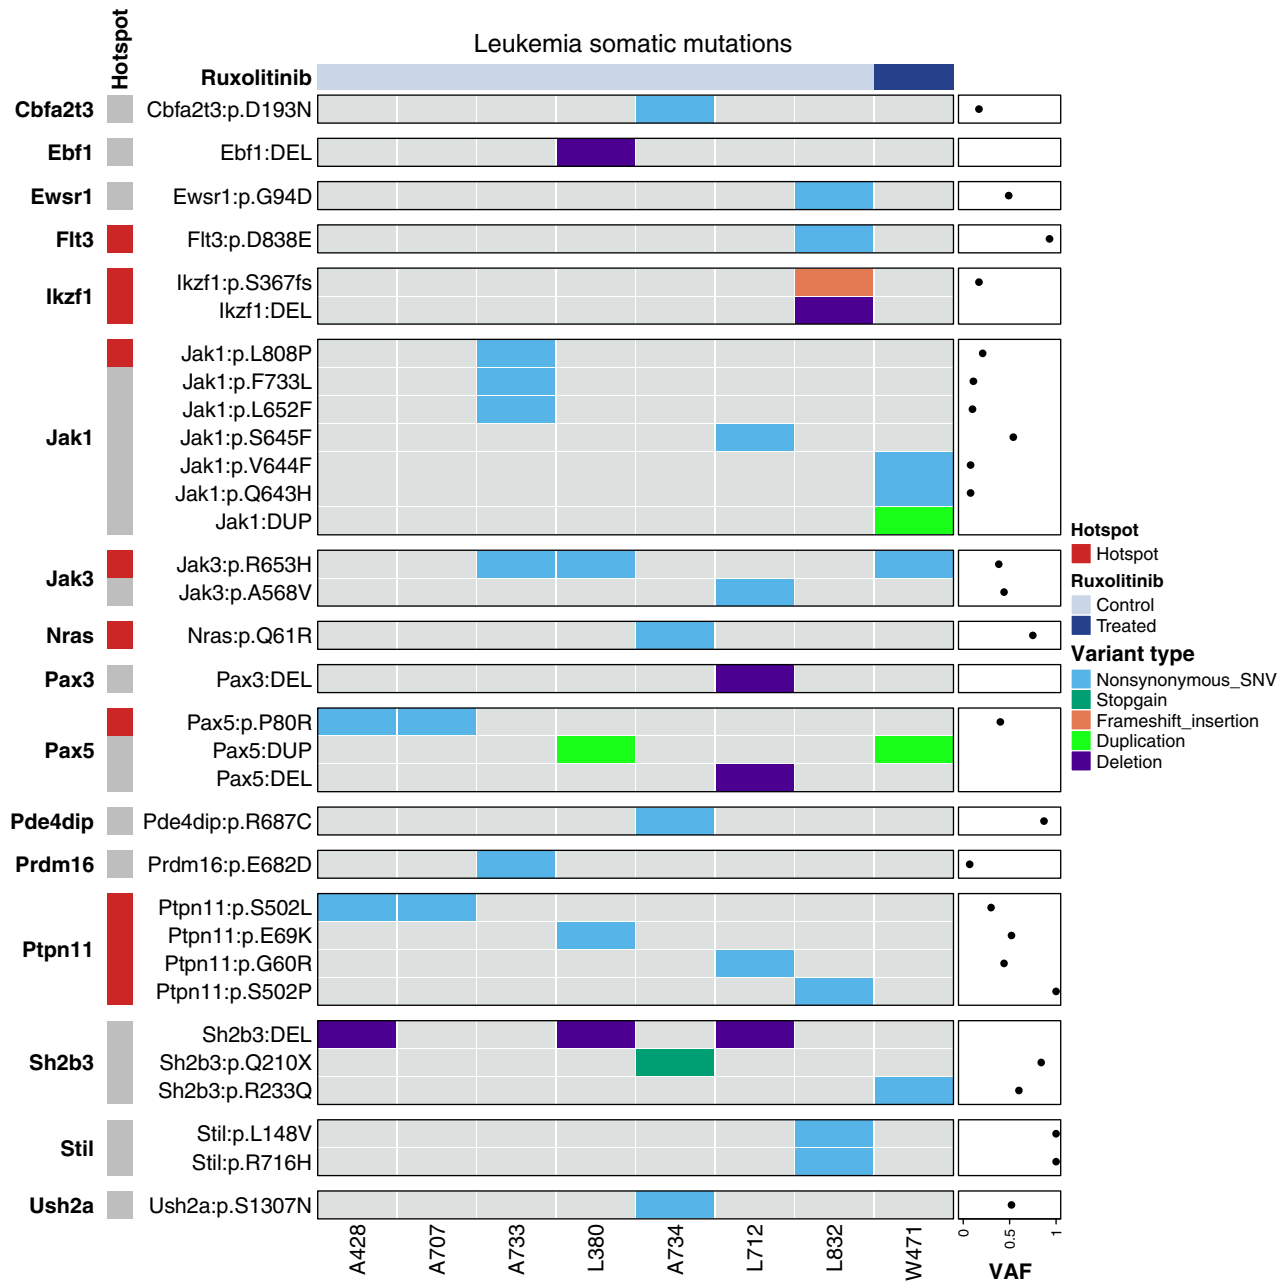 Leukemia somatic mutations
Hotspot
Ruxolitinib
Cbfa2t3 Cbfa2t3:p.D193N
Ebf1 Ebf1:DEL
Ewsr1 Ewsr1:p.G94D
Flt3 Flt3:p.D838E
Ikzf1 Ikzf1:p.S367fs
Ikzf1:DEL
Jak1 Jak1:p.L808P
Jak1:p.F733L
Jak1:p.L652F
Jak1:p.S645F
Jak1:p.V644F
Jak1:p.Q643H
Jak1:DUP
Jak3 Jak3:p.R653H
Jak3:p.A568V
Nras Nras:p.Q61R
Pax3 Pax3:DEL
Pax5 Pax5:p.P80R
Pax5:DUP
Pax5:DEL
Pde4dip Pde4dip:p.R687C
Prdm16 Prdm16:p.E682D
Ptpn11 Ptpn11:p.S502L
Ptpn11:p.E69K
Ptpn11:p.G60R
Ptpn11:p.S502P
Sh2b3 Sh2b3:DEL
Sh2b3:p.Q210X
Sh2b3:p.R233Q
Stil Stil:p.L148V
Stil:p.R716H
Ush2a Ush2a:p.S1307N
A428 A707 A733 L380 A734 L712 L832 W471
0 0.5 1
VAF
Hotspot
Hotspot
Ruxolitinib
Control
Treated
Variant type
Nonsynonymous_SNV
Stopgain
Frameshift_insertion
Duplication
Deletion